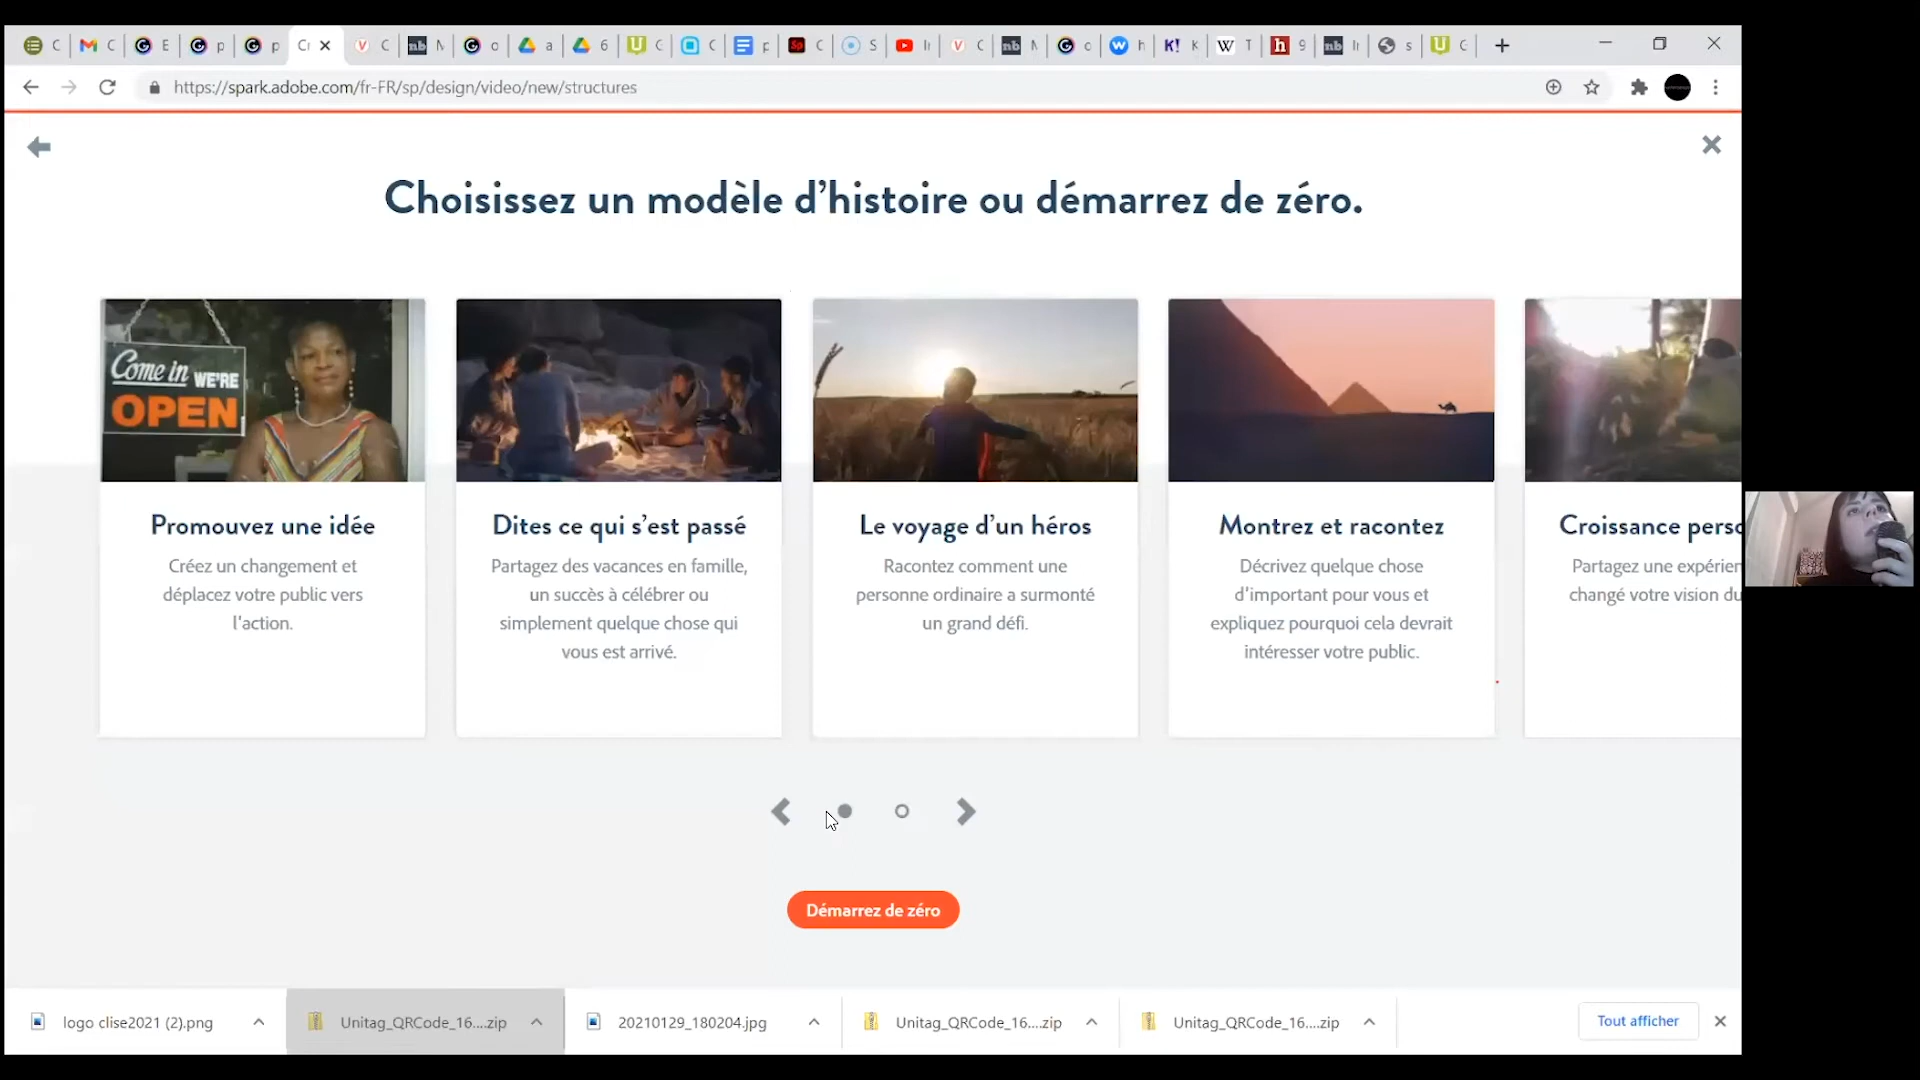 https://spark.adobe.com/fr-FR/sp/design/video/new/structures
Choisissez un modèle d'histoire ou démarrez de zéro.
Come in WE'RE
OPEN
Promouvez une idée
Créez un changement et
déplacez votre public vers
l'action.
Dites ce qui s'est passé
Partagez des vacances en famille,
un succès à célébrer ou
simplement quelque chose qui
vous est arrivé.
Le voyage d'un héros
Racontez comment une
personne ordinaire a surmonté
un grand défi.
Montrez et racontez
Décrivez quelque chose
d'important pour vous et
expliquez pourquoi cela devrait
intéresser votre public.
Croissance perso
Partagez une expérien
changé votre vision du
Démarrez de zéro
logo clise2021 (2).png
Unitag_QRCode_16....zip
20210129_180204.jpg
Unitag_QRCode_16....zip
Unitag_QRCode_16....zip
Tout afficher